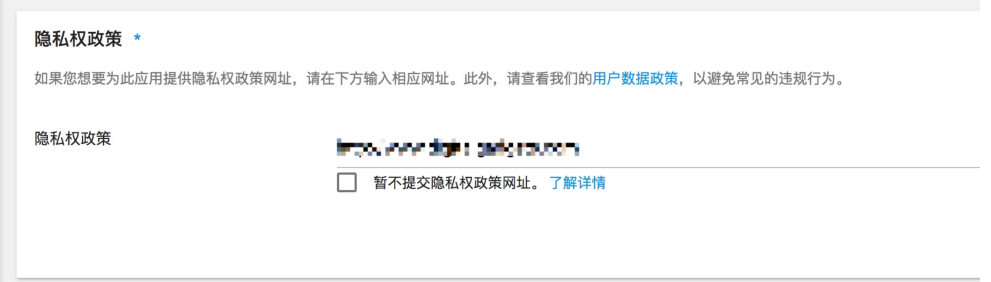 隐私权政策 *
如果您想要为此应用提供隐私权政策网址，请在下方输入相应网址。此外，请查看我们的用户数据政策，以避免常见的违规行为。
隐私权政策
暂不提交隐私权政策网址。了解详情